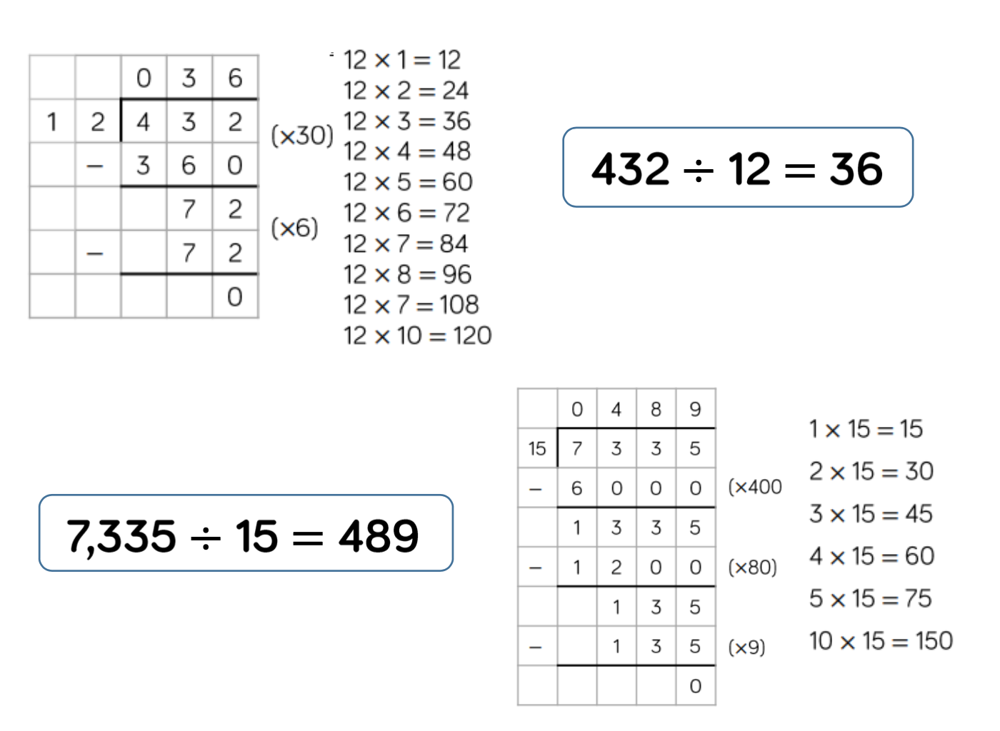 0 3 6
1 2 4 3 2
− 3 6 0 (×30)
7 2
− 7 2 (×6)
0
12 × 1 = 12
12 × 2 = 24
12 × 3 = 36
12 × 4 = 48
12 × 5 = 60
12 × 6 = 72
12 × 7 = 84
12 × 8 = 96
12 × 7 = 108
12 × 10 = 120
432 ÷ 12 = 36
7,335 ÷ 15 = 489
0 4 8 9
15 7 3 3 5
− 6 0 0 0 (×400
1 3 3 5
− 1 2 0 0 (×80)
1 3 5
− 1 3 5 (×9)
0
1 × 15 = 15
2 × 15 = 30
3 × 15 = 45
4 × 15 = 60
5 × 15 = 75
10 × 15 = 150